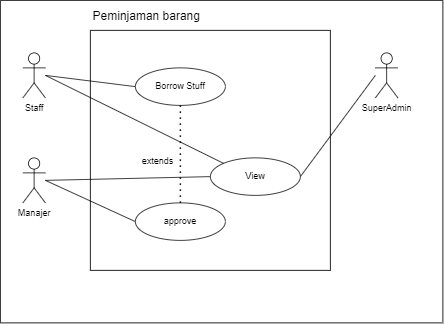 Peminjaman barang
Borrow Stuff
Staff
SuperAdmin
extends
View
Manajer
approve